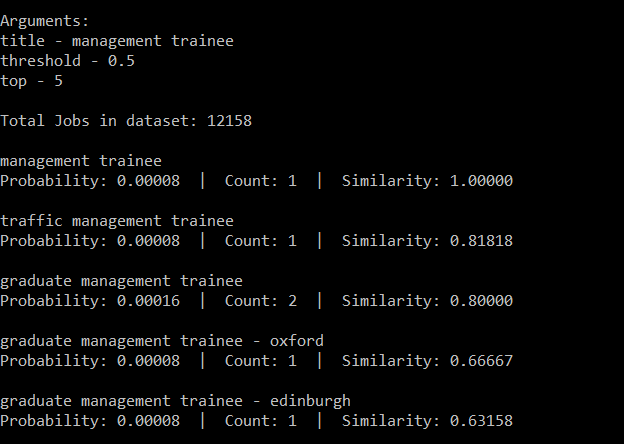 Arguments:
title - management trainee
threshold - 0.5
top - 5
Total Jobs in dataset: 12158
management trainee
Probability: 0.00008 | Count: 1 | Similarity: 1.00000
traffic management trainee
Probability: 0.00008 | Count: 1 | Similarity: 0.81818
graduate management trainee
Probability: 0.00016 | Count: 2 | Similarity: 0.80000
graduate management trainee - oxford
Probability: 0.00008 | Count: 1 | Similarity: 0.66667
graduate management trainee - edinburgh
Probability: 0.00008 | Count: 1 | Similarity: 0.63158